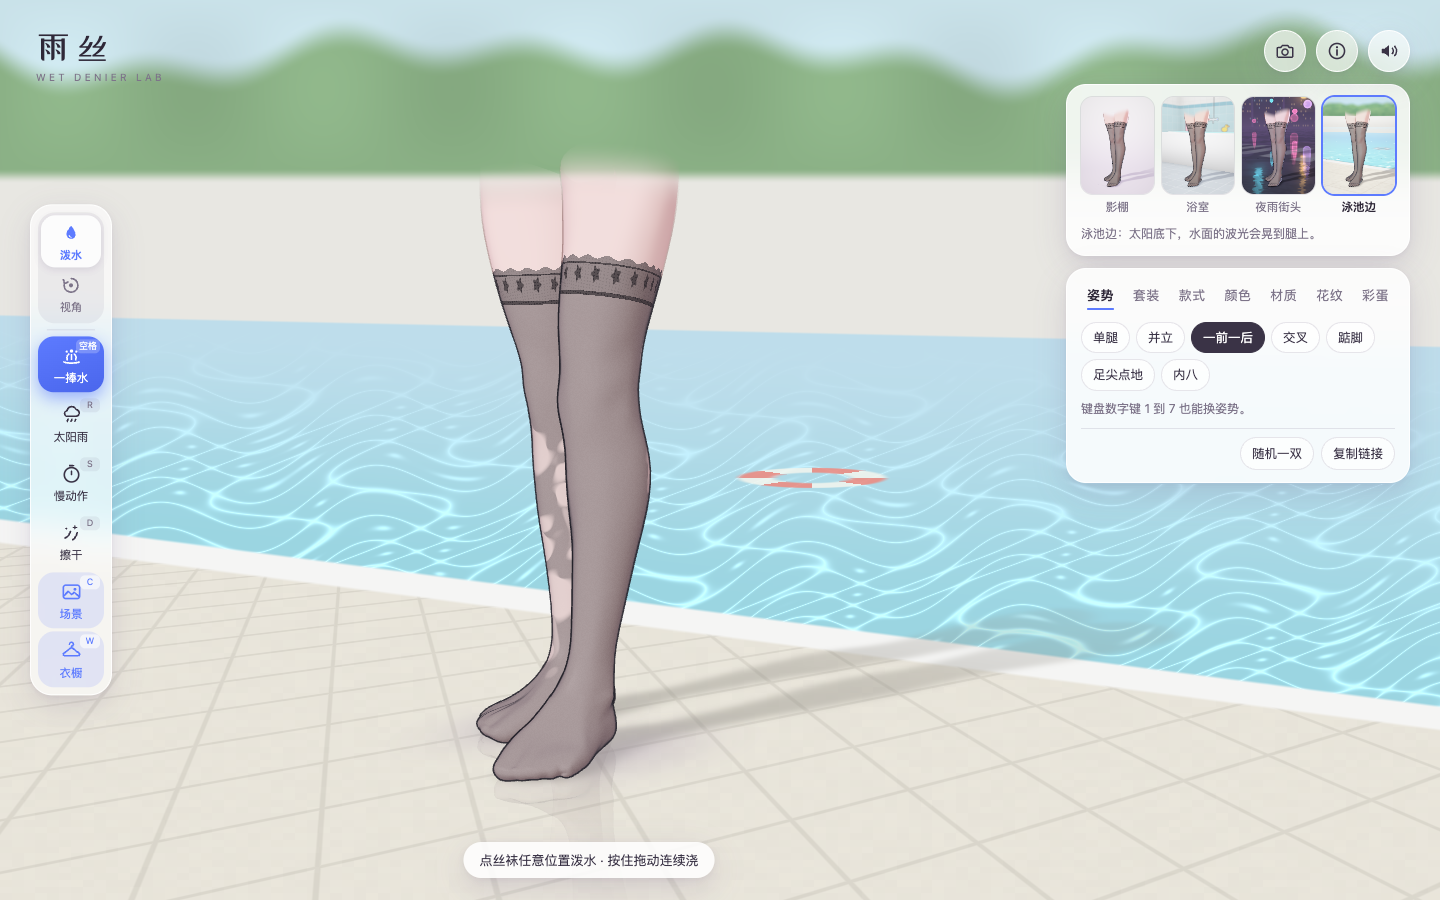 雨丝
WET DENIER LAB
泼水
视角
空格
一捧水
R
太阳雨
S
慢动作
D
擦干
C
场景
W
衣橱
影棚
浴室
夜雨街头
泳池边
泳池边：太阳底下，水面的波光会晃到腿上。
姿势 套装 款式 颜色 材质 花纹 彩蛋
单腿 并立 一前一后 交叉 踮脚
足尖点地 内八
键盘数字键 1 到 7 也能换姿势。
随机一双 复制链接
点丝袜任意位置泼水 · 按住拖动连续浇